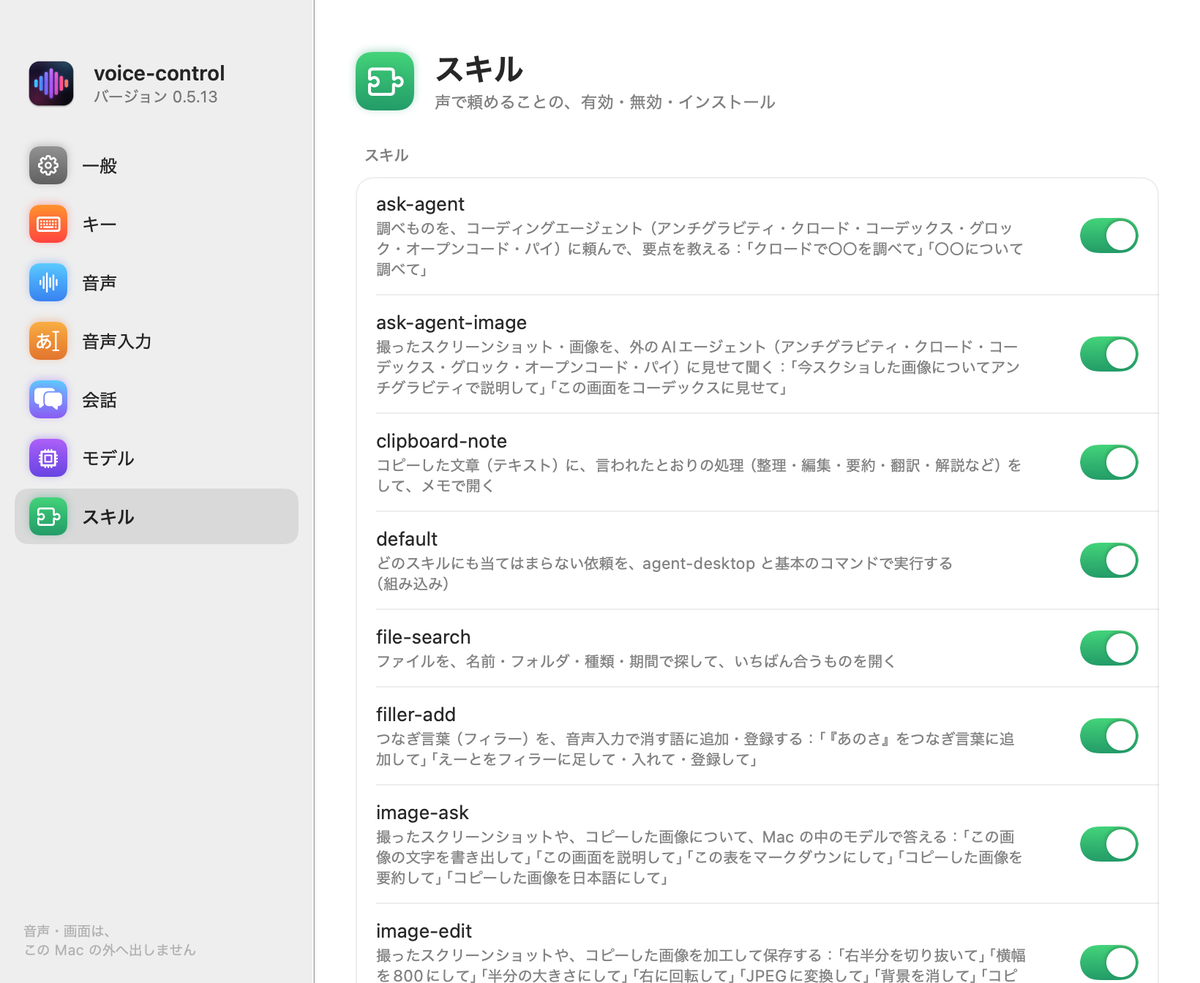 voice-control
バージョン 0.5.13
一般
キー
音声
あ
音声入力
会話
モデル
スキル
音声・画面は、
この Mac の外へ出しません
スキル
声で頼めることの、有効・無効・インストール
スキル
ask-agent
調べものを、コーディングエージェント（アンチグラビティ・クロード・コーデックス・グロッ
ク・オープンコード・パイ）に頼んで、要点を教える：「クロードで〇〇を調べて」「〇〇について
調べて」
ask-agent-image
撮ったスクリーンショット・画像を、外の AI エージェント（アンチグラビティ・クロード・コー
デックス・グロック・オープンコード・パイ）に見せて聞く：「今スクショした画像についてアン
チグラビティで説明して」「この画面をコーデックスに見せて」
clipboard-note
コピーした文章（テキスト）に、言われたとおりの処理（整理・編集・要約・翻訳・解説など）を
して、メモで開く
default
どのスキルにも当てはまらない依頼を、agent-desktop と基本のコマンドで実行する
（組み込み）
file-search
ファイルを、名前・フォルダ・種類・期間で探して、いちばん合うものを開く
filler-add
つなぎ言葉（フィラー）を、音声入力で消す語に追加・登録する：「『あのさ』をつなぎ言葉に追
加して」「えーとをフィラーに足して・入れて・登録して」
image-ask
撮ったスクリーンショットや、コピーした画像について、Mac の中のモデルで答える：「この画
像の文字を書き出して」「この画面を説明して」「この表をマークダウンにして」「コピーした画像を
要約して」「コピーした画像を日本語にして」
image-edit
撮ったスクリーンショットや、コピーした画像を加工して保存する：「右半分を切り抜いて」「横幅
を 800 にして」「半分の大きさにして」「右に回転して」「JPEG に変換して」「背景を消して」「コピ